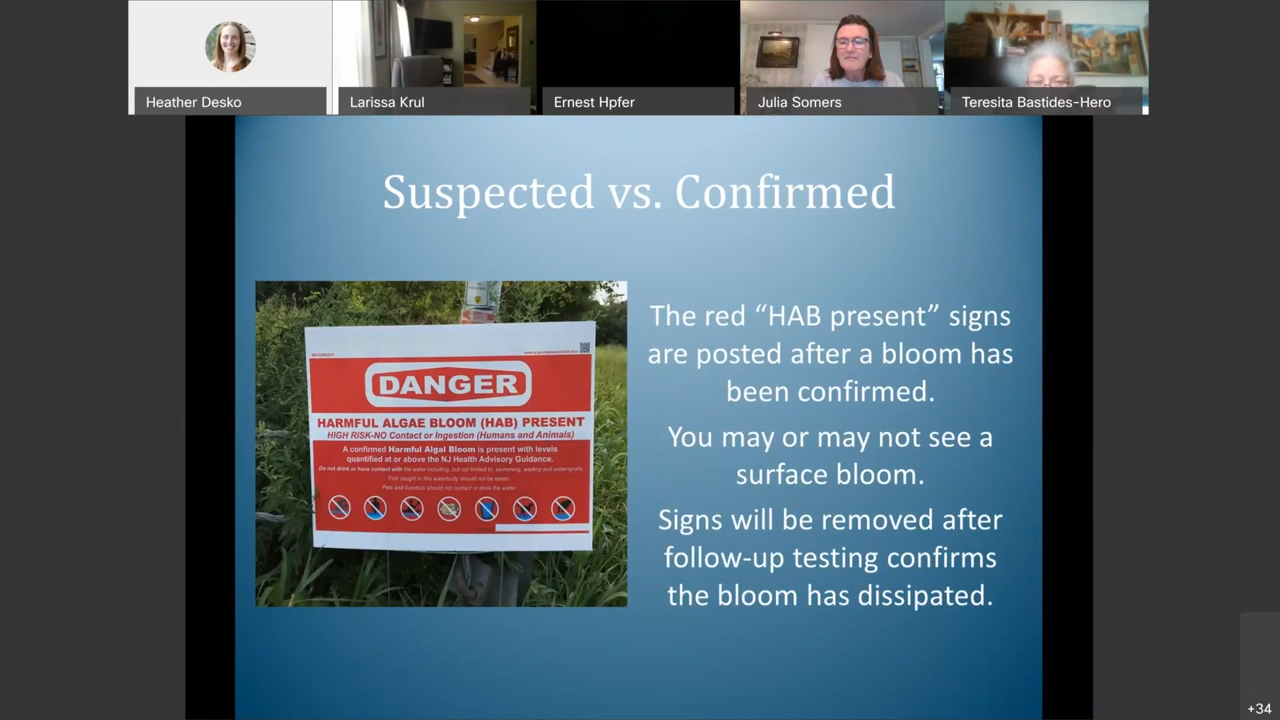 Heather Desko
Larissa Krul
Ernest Hpfer
Julia Somers
Teresita Bastides-Hero
Suspected vs. Confirmed
DANGER
HARMFUL ALGAE BLOOM (HAB) PRESENT
HIGH RISK-NO Contact or Ingestion (Humans and Animals)
A confirmed Harmful Algal Bloom is present with levels
quantified at or above the NJ Health Advisory Guidance.
Do not drink or have contact with the water including, but not limited to, swimming, wading and watersports.
Fish caught in this waterbody should not be eaten.
Pets and livestock should not contact or drink the water.
The red “HAB present” signs
are posted after a bloom has
been confirmed.
You may or may not see a
surface bloom.
Signs will be removed after
follow-up testing confirms
the bloom has dissipated.
+34